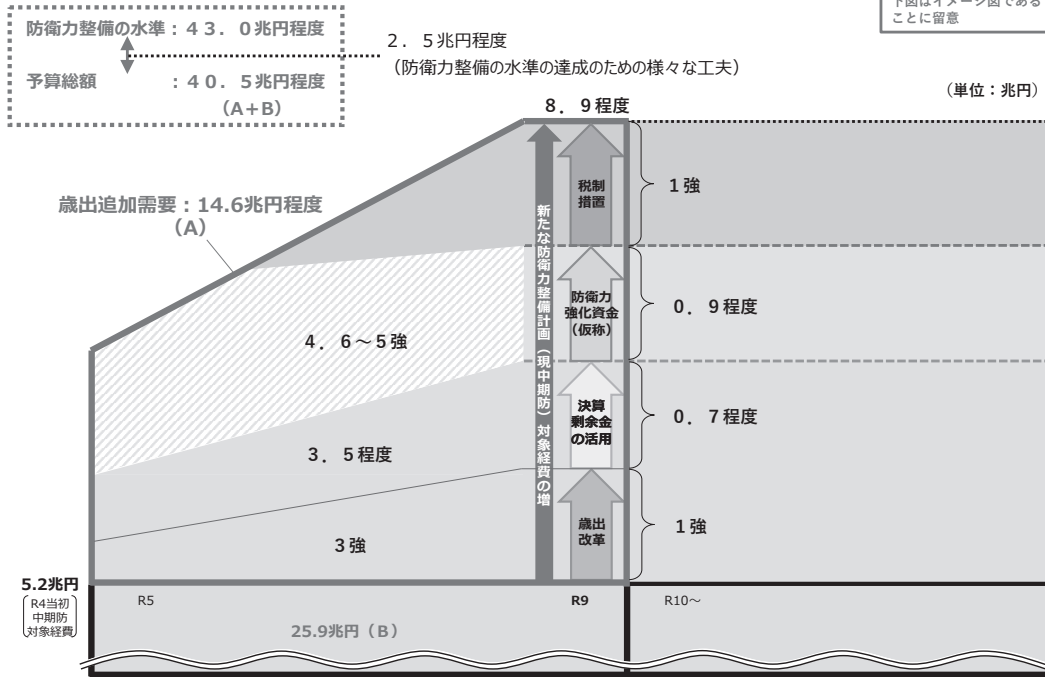 下図はイメージ図である
ことに留意
防衛力整備の水準：４３．０兆円程度
２．５兆円程度
（防衛力整備の水準の達成のための様々な工夫）
予算総額　　　：４０．５兆円程度
（A+B）
（単位：兆円）
８．９程度
歳出追加需要：14.6兆円程度
（A）
税制
措置
１強
新たな防衛力整備計画（現中期防）対象経費の増
防衛力
強化資金
（仮称）
０．９程度
４．６～５強
決算
剰余金
の活用
０．７程度
３．５程度
歳出
改革
１強
３強
5.2兆円
R4当初
中期防
対象経費
R5
R9
R10～
25.9兆円（B）